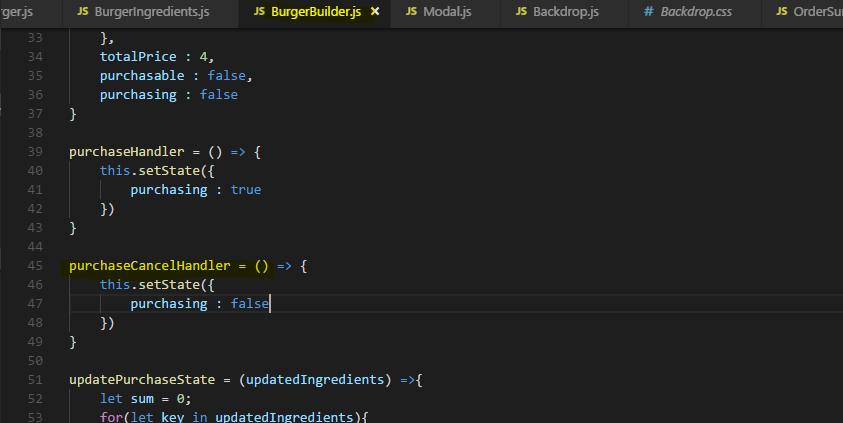 ger.js JS BurgerIngredients.js JS BurgerBuilder.js × JS Modal.js JS Backdrop.js # Backdrop.css JS OrderSur
33 },
34 totalPrice : 4,
35 purchasable : false,
36 purchasing : false
37 }
38
39 purchaseHandler = () => {
40 this.setState({
41 purchasing : true
42 })
43 }
44
45 purchaseCancelHandler = () => {
46 this.setState({
47 purchasing : false
48 })
49 }
50
51 updatePurchaseState = (updatedIngredients) =>{
52 let sum = 0;
53 for(let key in updatedIngredients){